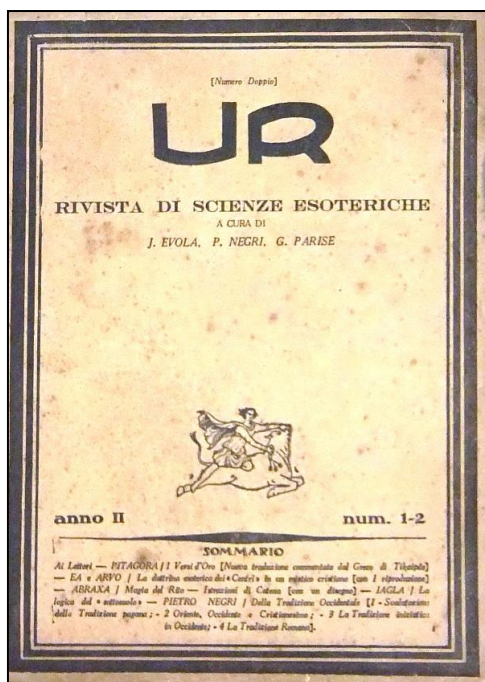 [Numero Doppio]
UR
RIVISTA DI SCIENZE ESOTERICHE
A CURA DI
J. EVOLA, P. NEGRI, G. PARISE
anno II num. 1-2
SOMMARIO
Ai Lettori — PITAGORA / I Versi d'Oro [Nuova traduzione commentata dal Greco di Tikaipôs]
— EA e ARVO / La dottrina esoterica dei «Centri» in un mistico cristiano [con 1 riproduzione]
— ABRAXA / Magia del Rito — Istruzioni di Catena [con un disegno] — IAGLA / La
logica del «sottosuolo» — PIETRO NEGRI / Della Tradizione Occidentale [1 -
della Tradizione pagana; - 2 Oriente, Occidente e Cristianesimo; - 3 La Tradizione iniziatica
in Occidente; - 4 La Tradizione Romana].